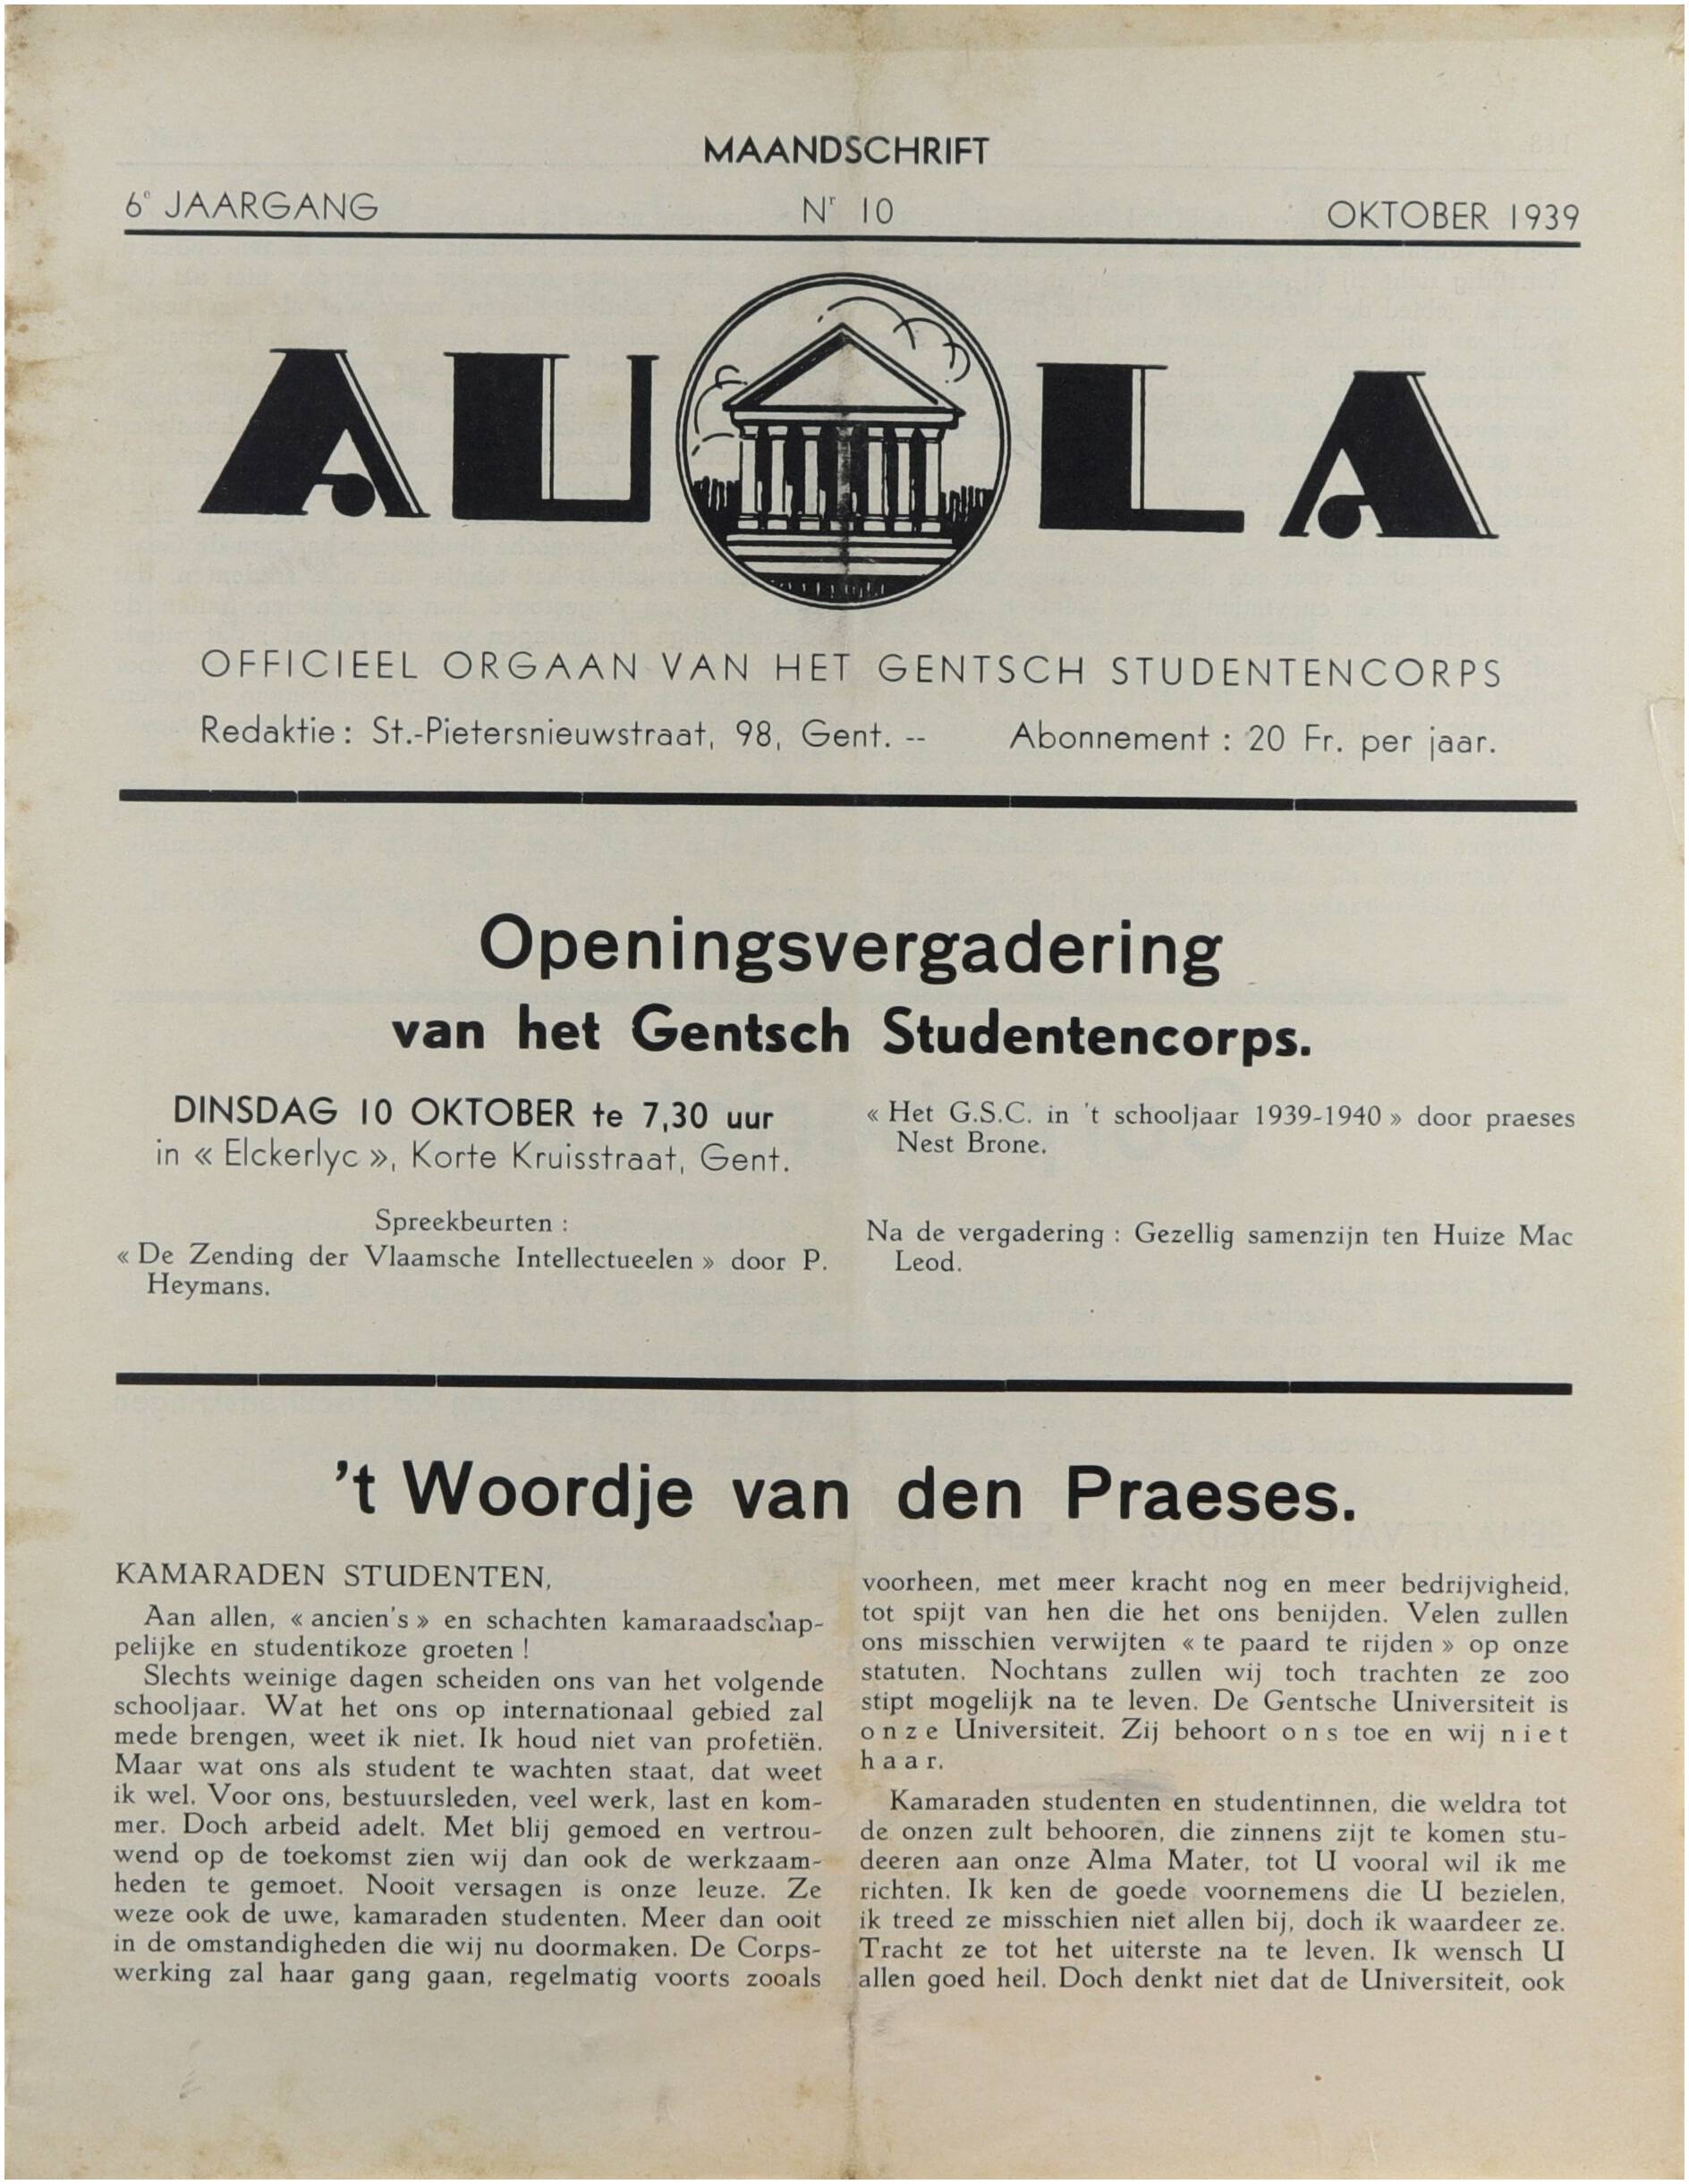 MAANDSCHRIFT
6e JAARGANG Nr 10 OKTOBER 1939
AULA
OFFICIEEL ORGAAN VAN HET GENTSCH STUDENTENCORPS
Redaktie : St.-Pietersnieuwstraat, 98, Gent. -- Abonnement : 20 Fr. per jaar.
Openingsvergadering
van het Gentsch Studentencorps.
DINSDAG 10 OKTOBER te 7,30 uur
in « Elckerlyc », Korte Kruisstraat, Gent.
Spreekbeurten :
« De Zending der Vlaamsche Intellectueelen » door P.
Heymans.
« Het G.S.C. in 't schooljaar 1939-1940 » door praeses
Nest Brone.
Na de vergadering : Gezellig samenzijn ten Huize Mac
Leod.
't Woordje van den Praeses.
KAMARADEN STUDENTEN,
Aan allen, « ancien's » en schachten kamaraadschap-
pelijke en studentikoze groeten !
Slechts weinige dagen scheiden ons van het volgende
schooljaar. Wat het ons op internationaal gebied zal
mede brengen, weet ik niet. Ik houd niet van profetiën.
Maar wat ons als student te wachten staat, dat weet
ik wel. Voor ons, bestuursleden, veel werk, last en kom-
mer. Doch arbeid adelt. Met blij gemoed en vertrou-
wend op de toekomst zien wij dan ook de werkzaam-
heden te gemoet. Nooit versagen is onze leuze. Ze
weze ook de uwe, kamaraden studenten. Meer dan ooit
in de omstandigheden die wij nu doormaken. De Corps-
werking zal haar gang gaan, regelmatig voorts zooals
voorheen, met meer kracht nog en meer bedrijvigheid,
tot spijt van hen die het ons benijden. Velen zullen
ons misschien verwijten « te paard te rijden » op onze
statuten. Nochtans zullen wij toch trachten ze zoo
stipt mogelijk na te leven. De Gentsche Universiteit is
onze Universiteit. Zij behoort ons toe en wij niet
haar.
Kamaraden studenten en studentinnen, die weldra tot
de onzen zult behooren, die zinnens zijt te komen stu-
deeren aan onze Alma Mater, tot U vooral wil ik me
richten. Ik ken de goede voornemens die U bezielen,
ik treed ze misschien niet allen bij, doch ik waardeer ze.
Tracht ze tot het uiterste na te leven. Ik wensch U
allen goed heil. Doch denkt niet dat de Universiteit, ook